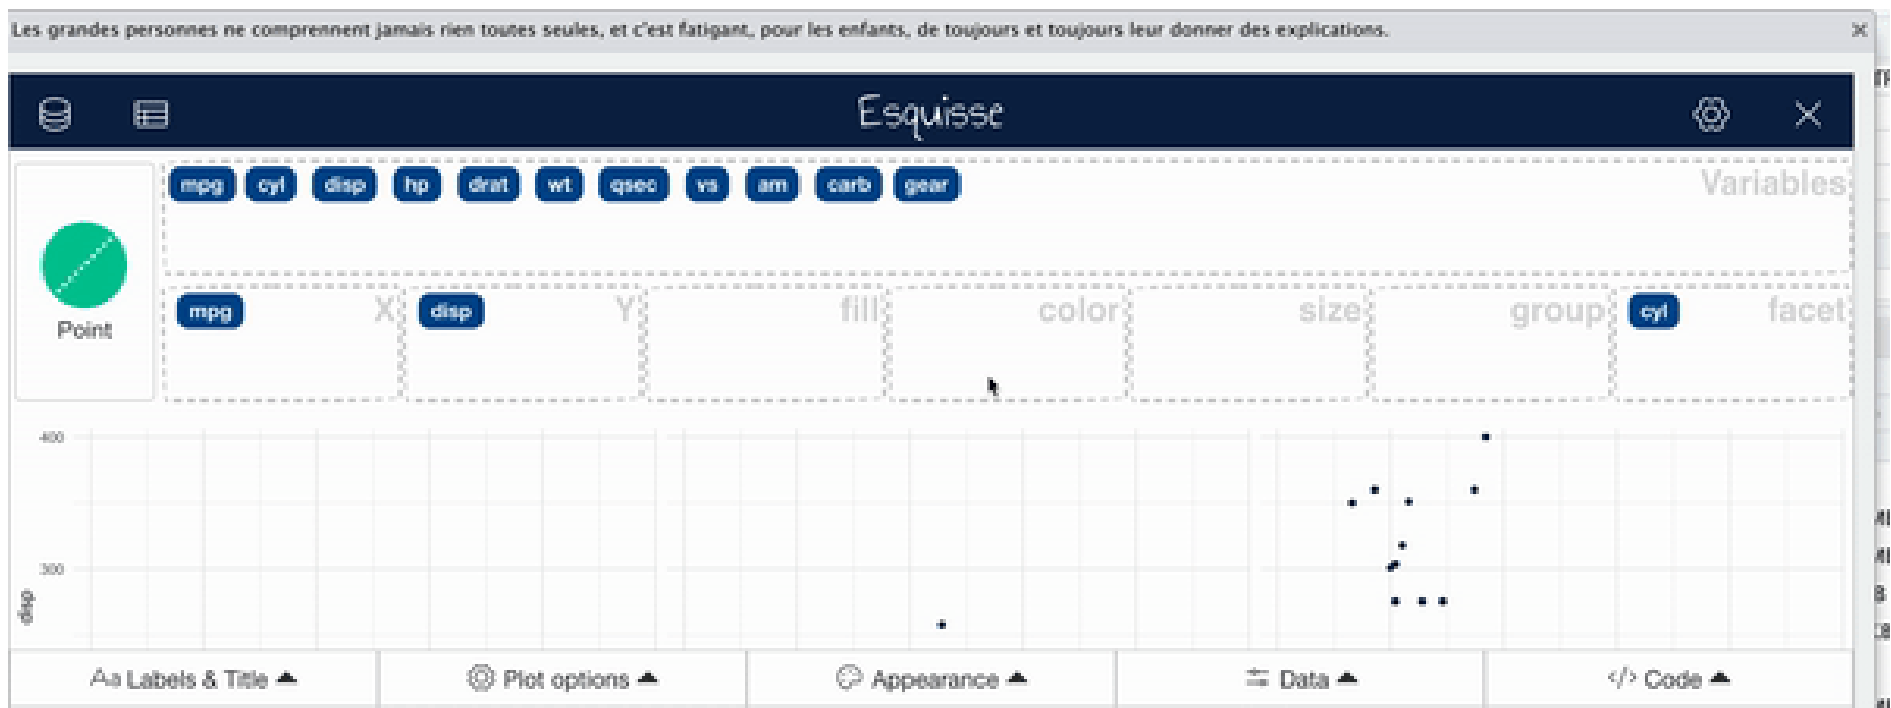 Les grandes personnes ne comprennent jamais rien toutes seules, et c'est fatigant, pour les enfants, de toujours et toujours leur donner des explications.
Esquisse
mpg cyl disp hp drat wt qsec vs am carb gear Variables
Point
mpg X disp Y fill color size group cyl facet
400
300
disp
Aa Labels & Title Plot options Appearance Data </> Code